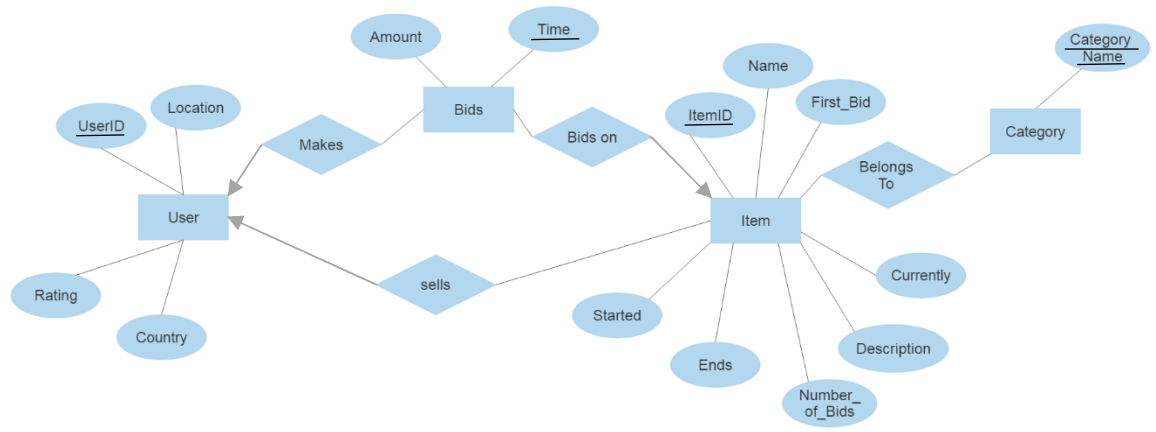 Amount
Time
Category
Name
Name
Location
UserID
Bids
ItemID
First_Bid
Makes
Bids on
Category
Belongs
To
User
Item
sells
Currently
Rating
Started
Country
Ends
Description
Number_
of_Bids